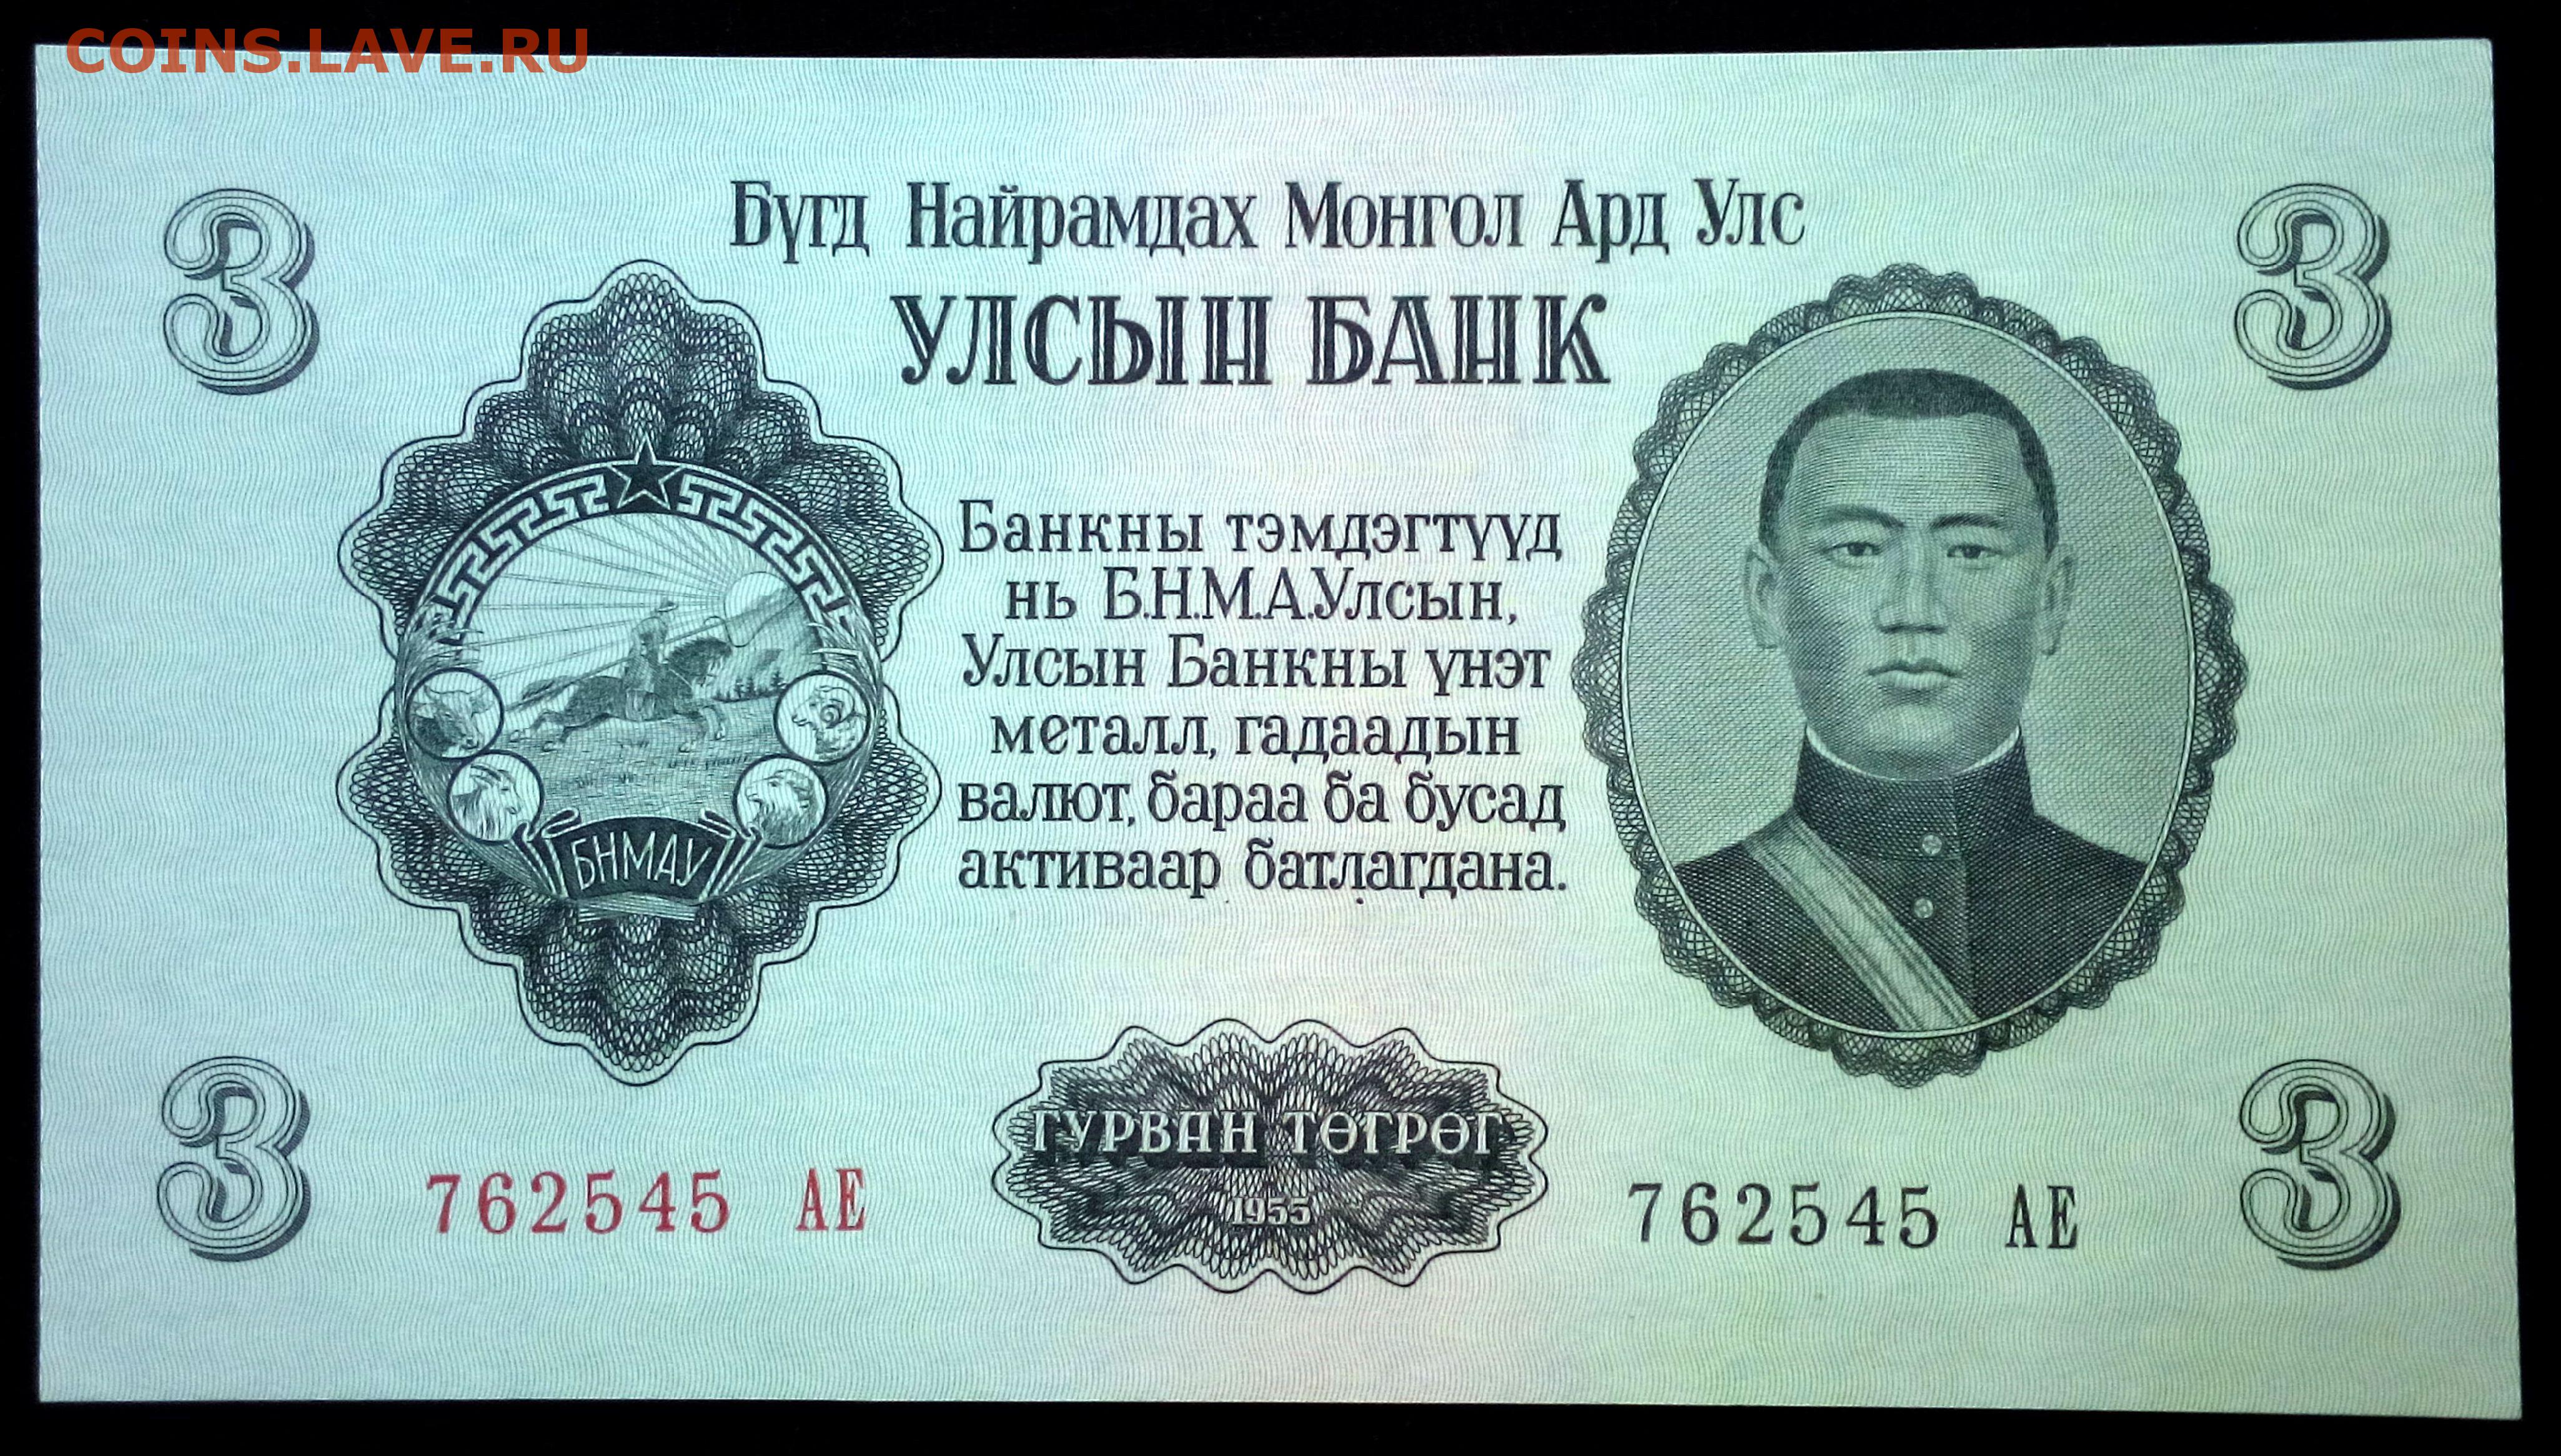 COINS.LAVE.RU
3
3
Бүгд Найрамдах Монгол Ард Улс
УЛСЫН БАНК
Банкны тэмдэгтүүд
нь Б.Н.М.А.Улсын,
Улсын Банкны үнэт
металл, гадаадын
валют, бараа ба бусад
активаар батлагдана.
БНМАУ
3
3
ГУРВАН ТӨГРӨГ
1955
762545 АЕ
762545 АЕ